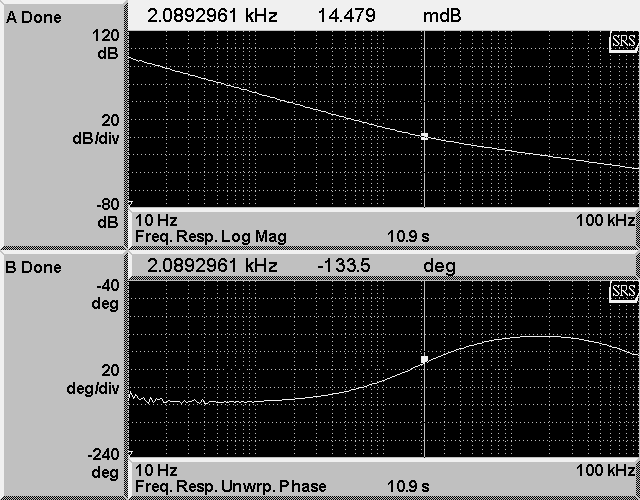 A Done 2.0892961 kHz 14.479 mdB
120
dB
SRS
20
dB/div
-80
dB
10 Hz 100 kHz
Freq. Resp. Log Mag 10.9 s
B Done 2.0892961 kHz -133.5 deg
-40
deg
SRS
20
deg/div
-240
deg
10 Hz 100 kHz
Freq. Resp. Unwrp. Phase 10.9 s